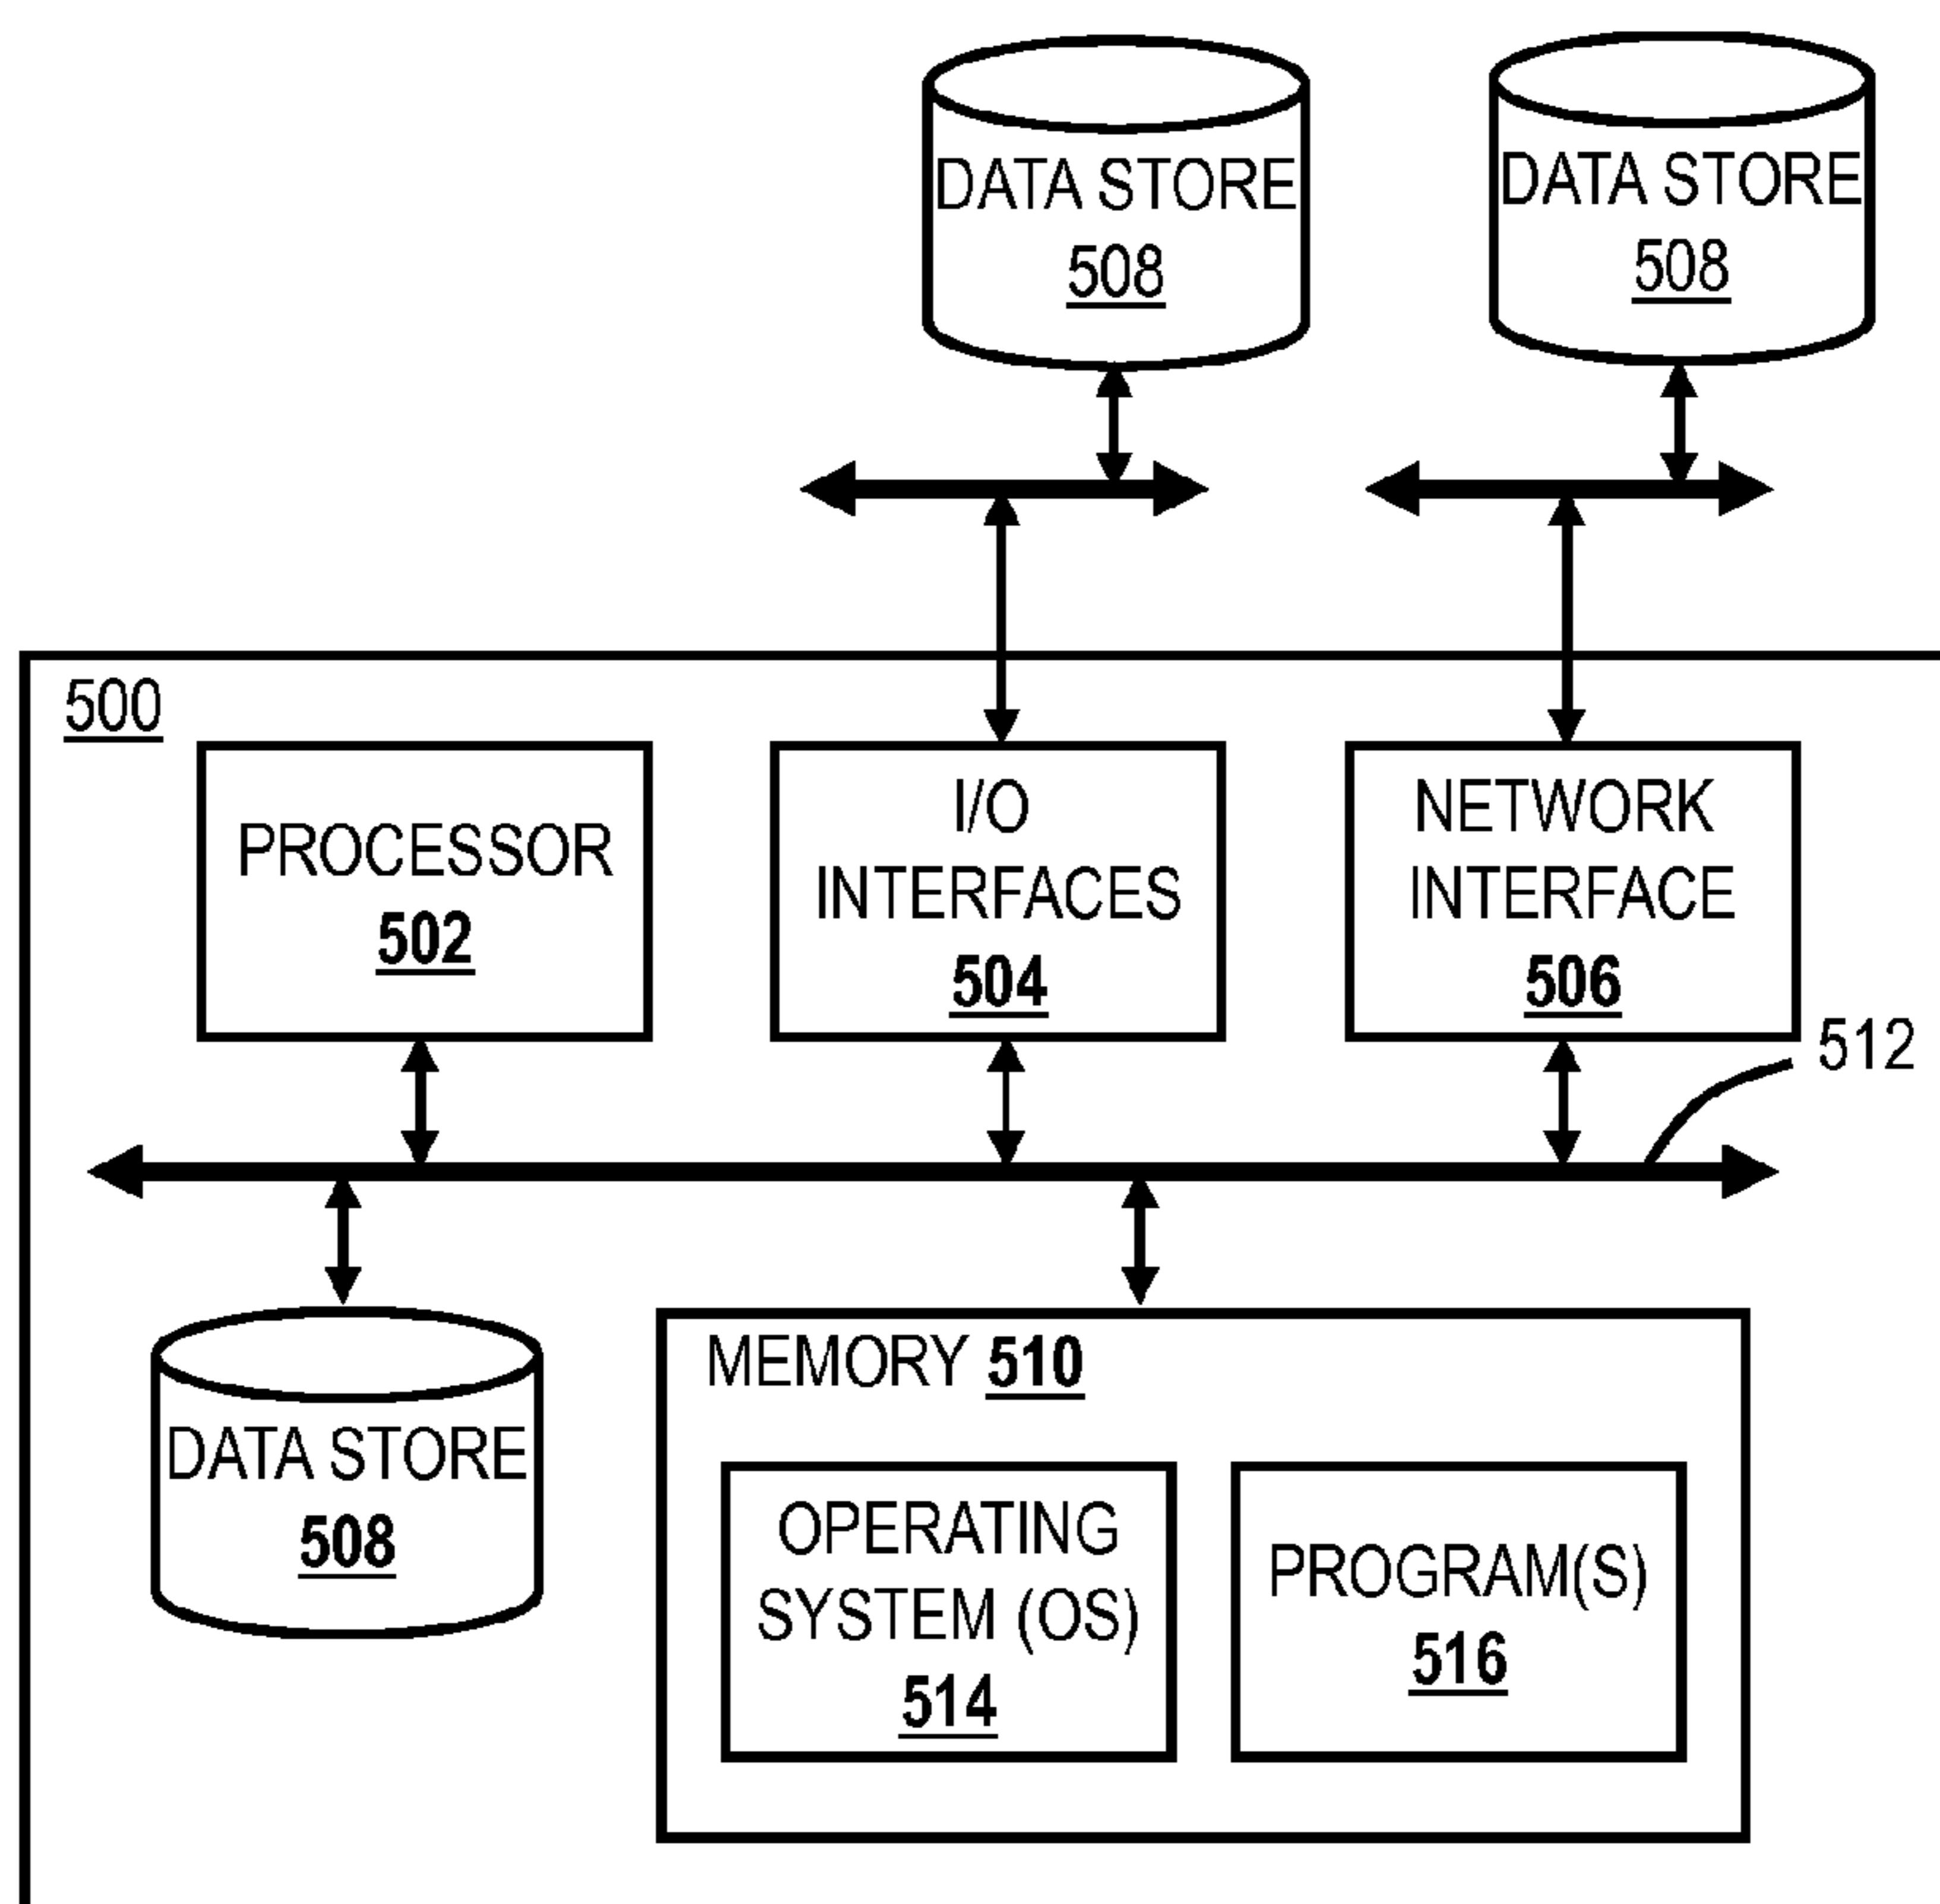 DATA STORE
508
DATA STORE
508
500
PROCESSOR
502
I/O
INTERFACES
504
NETWORK
INTERFACE
506
512
DATA STORE
508
MEMORY 510
OPERATING
SYSTEM (OS)
514
PROGRAM(S)
516